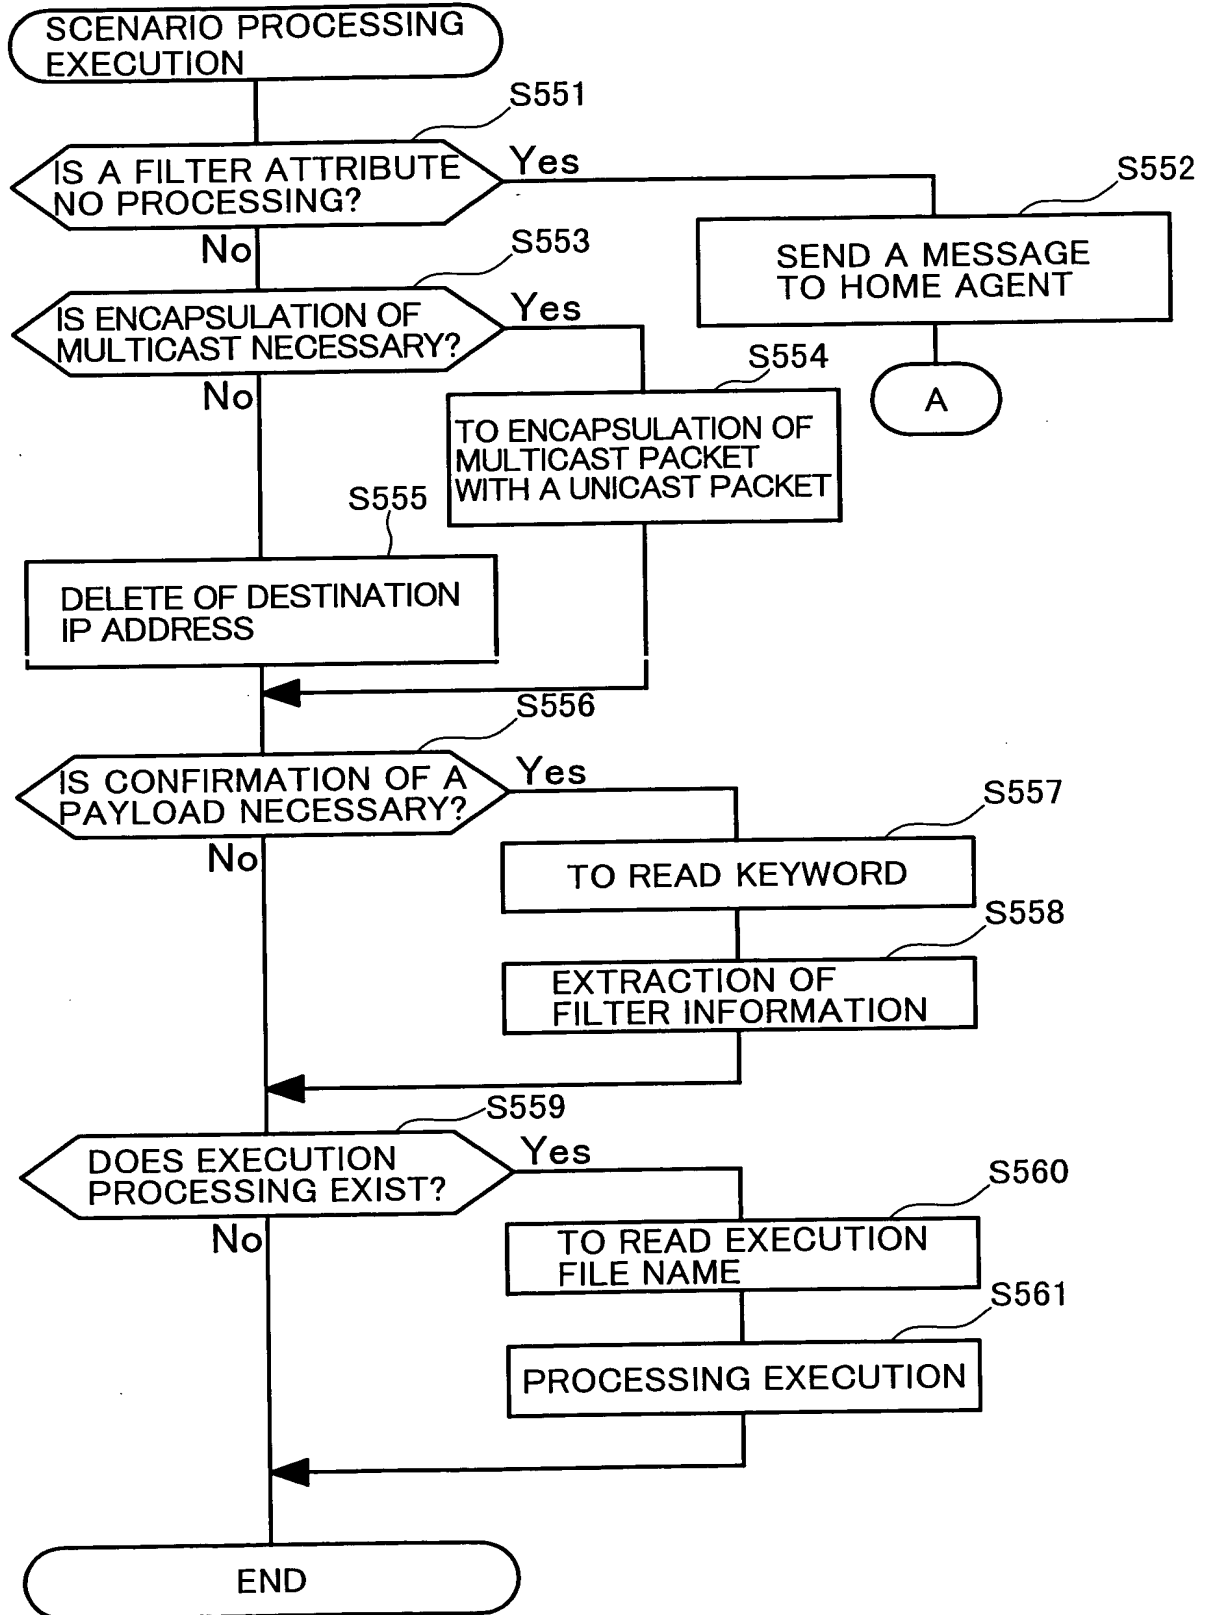 SCENARIO PROCESSING
EXECUTION
S551
IS A FILTER ATTRIBUTE
NO PROCESSING?
Yes
No
S552
SEND A MESSAGE
TO HOME AGENT
A
S553
IS ENCAPSULATION OF
MULTICAST NECESSARY?
Yes
No
S554
TO ENCAPSULATION OF
MULTICAST PACKET
WITH A UNICAST PACKET
S555
DELETE OF DESTINATION
IP ADDRESS
S556
IS CONFIRMATION OF A
PAYLOAD NECESSARY?
Yes
No
S557
TO READ KEYWORD
S558
EXTRACTION OF
FILTER INFORMATION
S559
DOES EXECUTION
PROCESSING EXIST?
Yes
No
S560
TO READ EXECUTION
FILE NAME
S561
PROCESSING EXECUTION
END